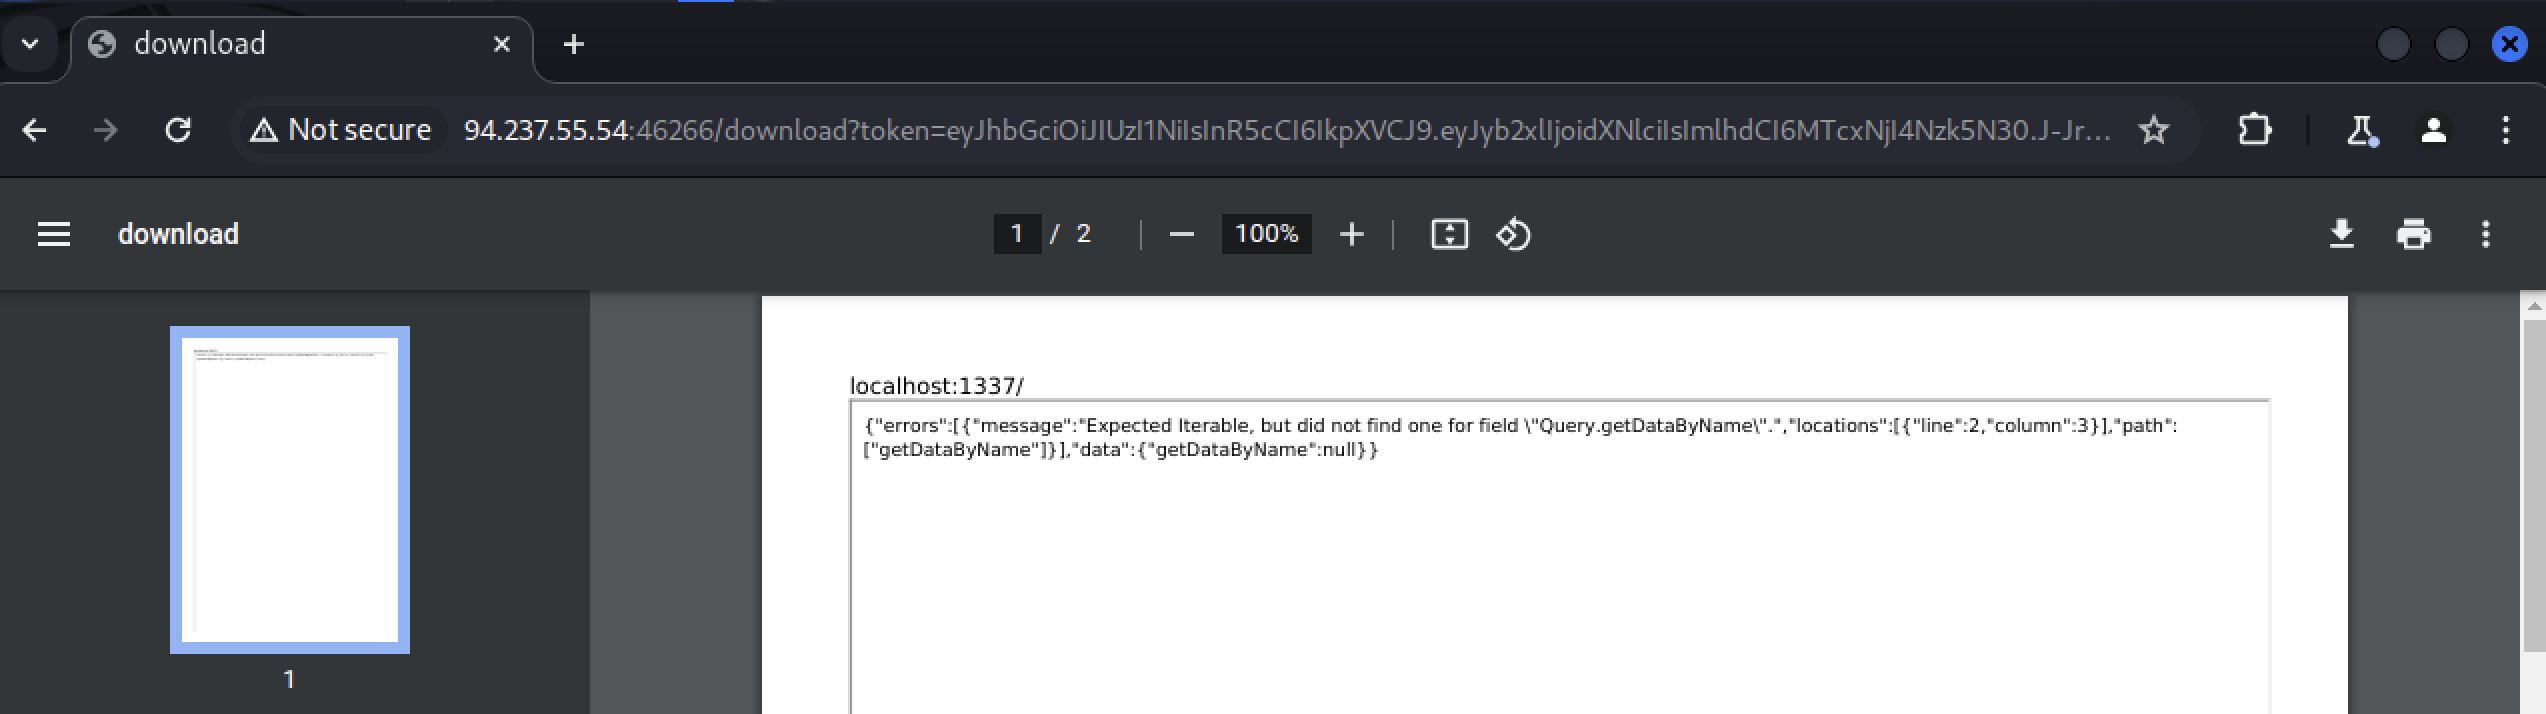 download
Not secure 94.237.55.54:46266/download?token=eyJhbGciOiJIUzI1NiIsInR5cCI6IkpXVCJ9.eyJyb2xlIjoidXNlciIsImlhdCI6MTcxNjI4Nzk5N30.J-Jr...
download 1 / 2 100%
localhost:1337/
{"errors":[{"message":"Expected Iterable, but did not find one for field \"Query.getDataByName\".","locations":[{"line":2,"column":3}],"path":
["getDataByName"]}],"data":{"getDataByName":null}}
1